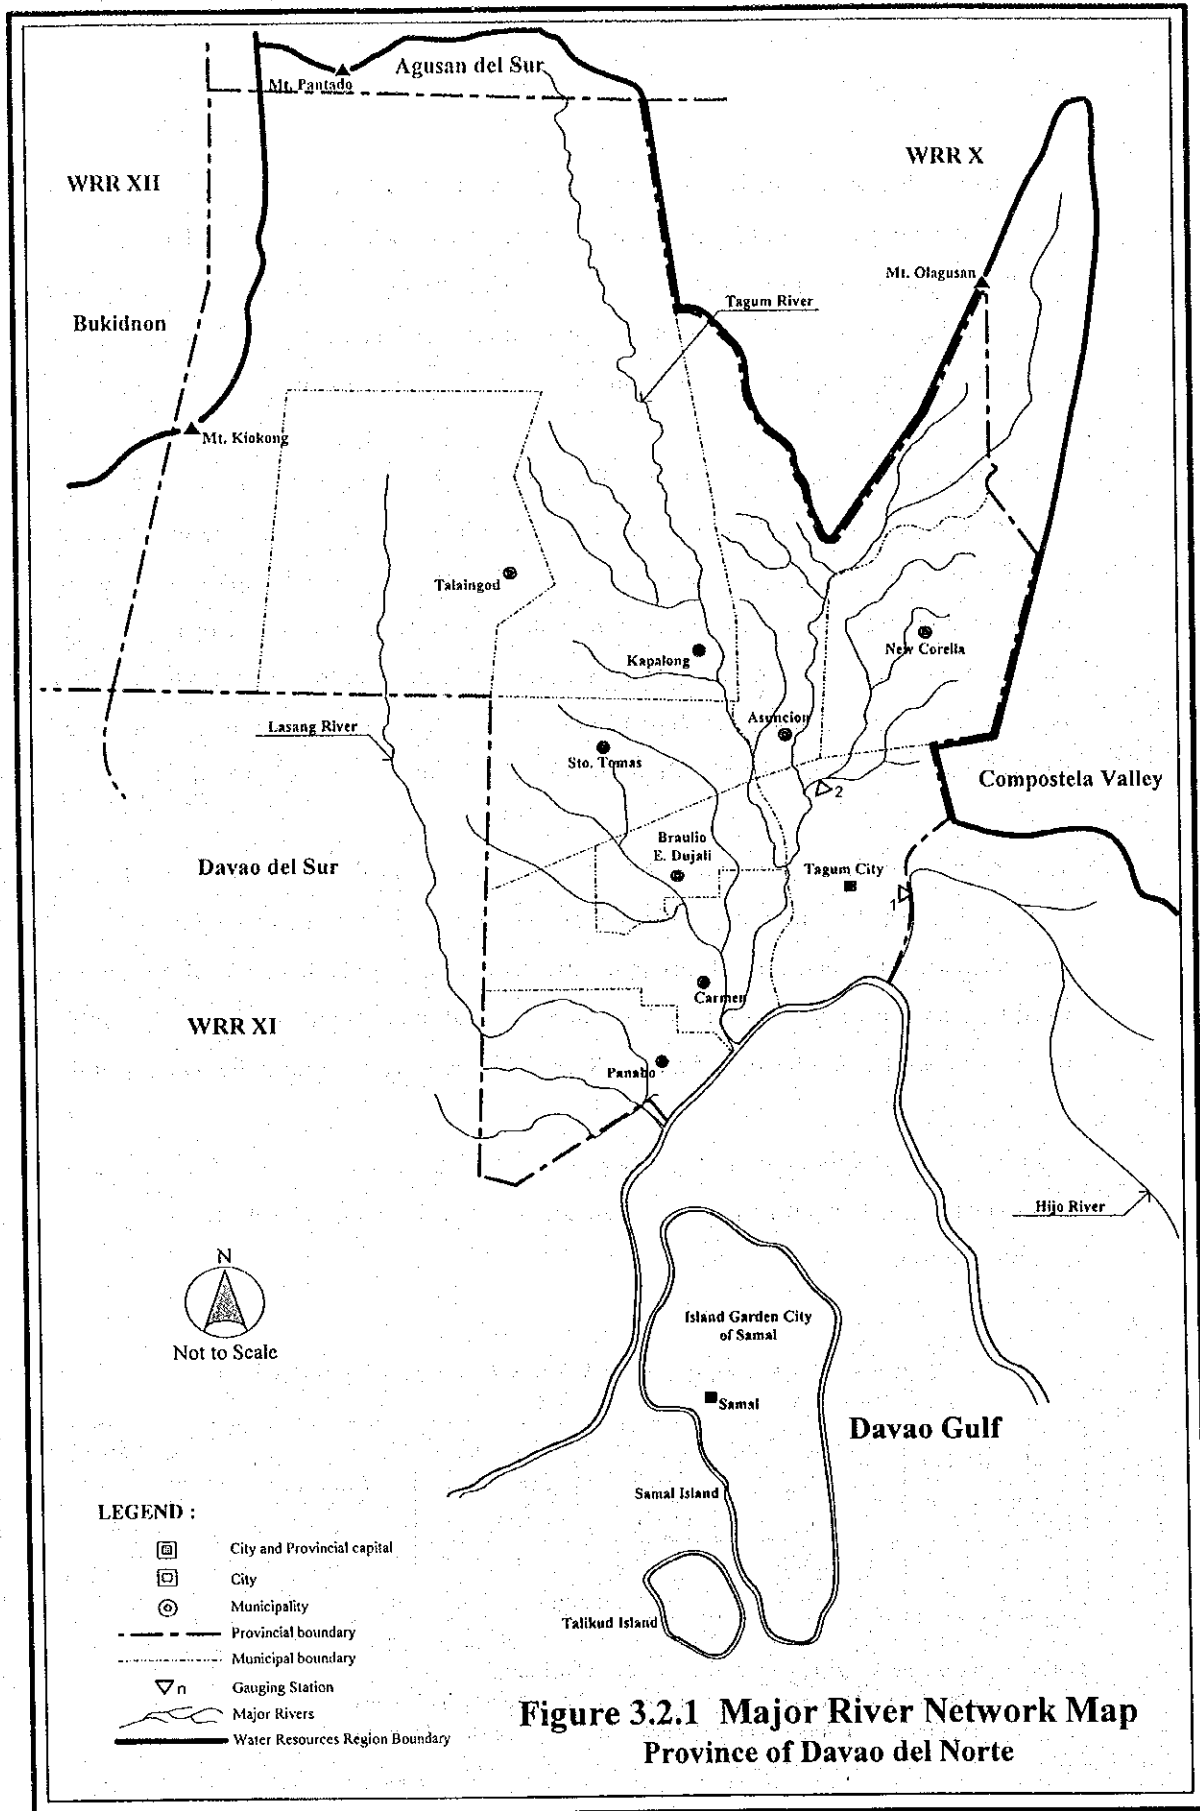 Agusan del Sur
Mt. Pantado
WRR XII
WRR X
Mt. Olagusan
Tagum River
Bukidnon
Mt. Kiokong
Talaingod
Kapalong
New Corella
Lasang River
Asuncion
Sto. Tomas
Compostela Valley
2
Braulio
E. Dujali
Davao del Sur
Tagum City
1
Carmen
WRR XI
Panabo
Hijo River
N
Not to Scale
Island Garden City
of Samal
Samal
Davao Gulf
Samal Island
Talikud Island
LEGEND :
City and Provincial capital
City
Municipality
Provincial boundary
Municipal boundary
n Gauging Station
Major Rivers
Water Resources Region Boundary
Figure 3.2.1 Major River Network Map
Province of Davao del Norte